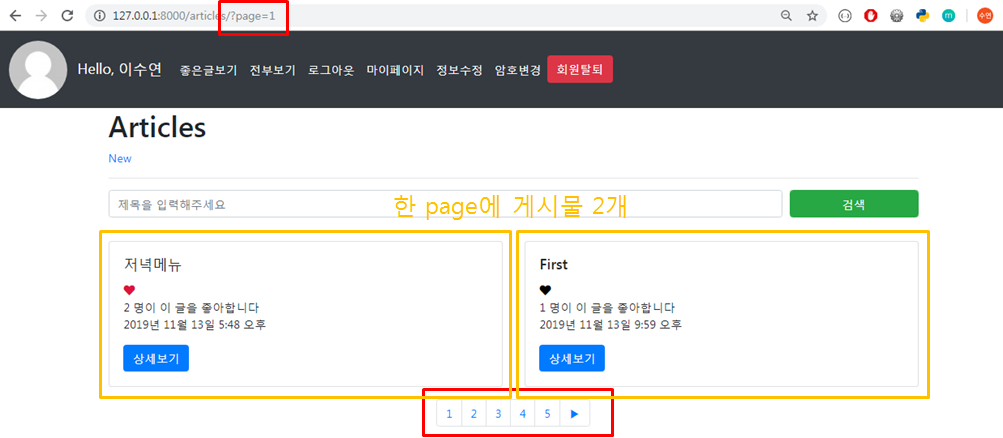 127.0.0.1:8000/articles/?page=1
수연
Hello, 이수연 좋은글보기 전부보기 로그아웃 마이페이지 정보수정 암호변경 회원탈퇴
Articles
New
제목을 입력해주세요 한 page에 게시물 2개 검색
저녁메뉴
2 명이 이 글을 좋아합니다
2019년 11월 13일 5:48 오후
상세보기
First
1 명이 이 글을 좋아합니다
2019년 11월 13일 9:59 오후
상세보기
1 2 3 4 5 ▶